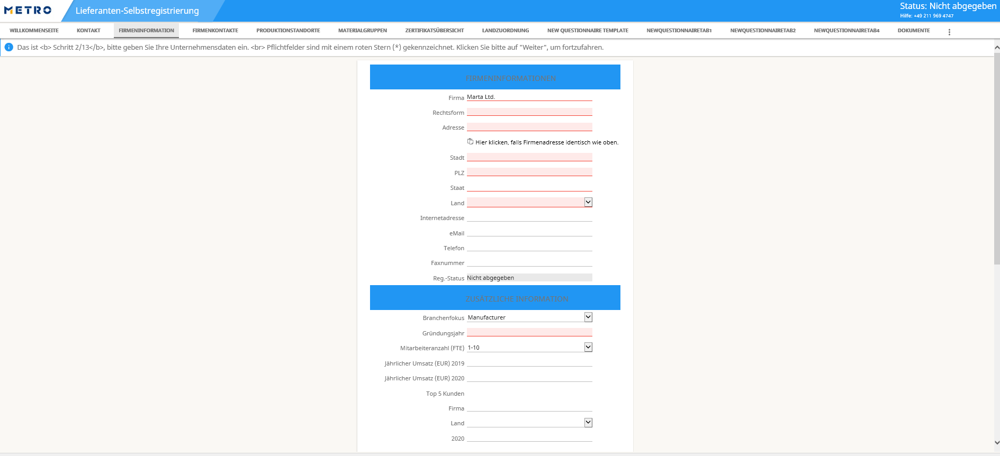 METRO
Lieferanten-Selbstregistrierung
Status: Nicht abgegeben
Hilfe: +49 211 969 4747
WILLKOMMENSEITE KONTAKT FIRMENINFORMATION FIRMENKONTAKTE PRODUKTIONSTANDORTE MATERIALGRUPPEN ZERTIFIKATSÜBERSICHT LANDZUORDNUNG NEW QUESTIONNAIRE TEMPLATE NEWQUESTIONNAIRETAB1 NEWQUESTIONNAIRETAB2 NEWQUESTIONNAIRETAB4 DOKUMENTE
Das ist <b> Schritt 2/13</b>, bitte geben Sie Ihre Unternehmensdaten ein. <br> Pflichtfelder sind mit einem roten Stern (*) gekennzeichnet. Klicken Sie bitte auf "Weiter", um fortzufahren.
FIRMENINFORMATIONEN
Firma Marta Ltd.
Rechtsform
Adresse
Hier klicken, falls Firmenadresse identisch wie oben.
Stadt
PLZ
Staat
Land
Internetadresse
eMail
Telefon
Faxnummer
Reg.-Status Nicht abgegeben
ZUSÄTZLICHE INFORMATION
Branchenfokus Manufacturer
Gründungsjahr
Mitarbeiteranzahl (FTE) 1-10
Jährlicher Umsatz (EUR) 2019
Jährlicher Umsatz (EUR) 2020
Top 5 Kunden
Firma
Land
2020